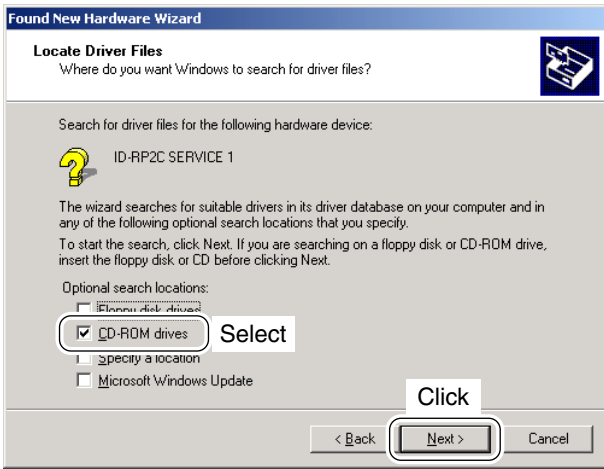 Found New Hardware Wizard
Locate Driver Files
Where do you want Windows to search for driver files?
Search for driver files for the following hardware device:
ID-RP2C SERVICE 1
The wizard searches for suitable drivers in its driver database on your computer and in
any of the following optional search locations that you specify.
To start the search, click Next. If you are searching on a floppy disk or CD-ROM drive,
insert the floppy disk or CD before clicking Next.
Optional search locations:
Floppy disk drives
CD-ROM drives Select
Specify a location
Microsoft Windows Update
Click
< Back Next > Cancel